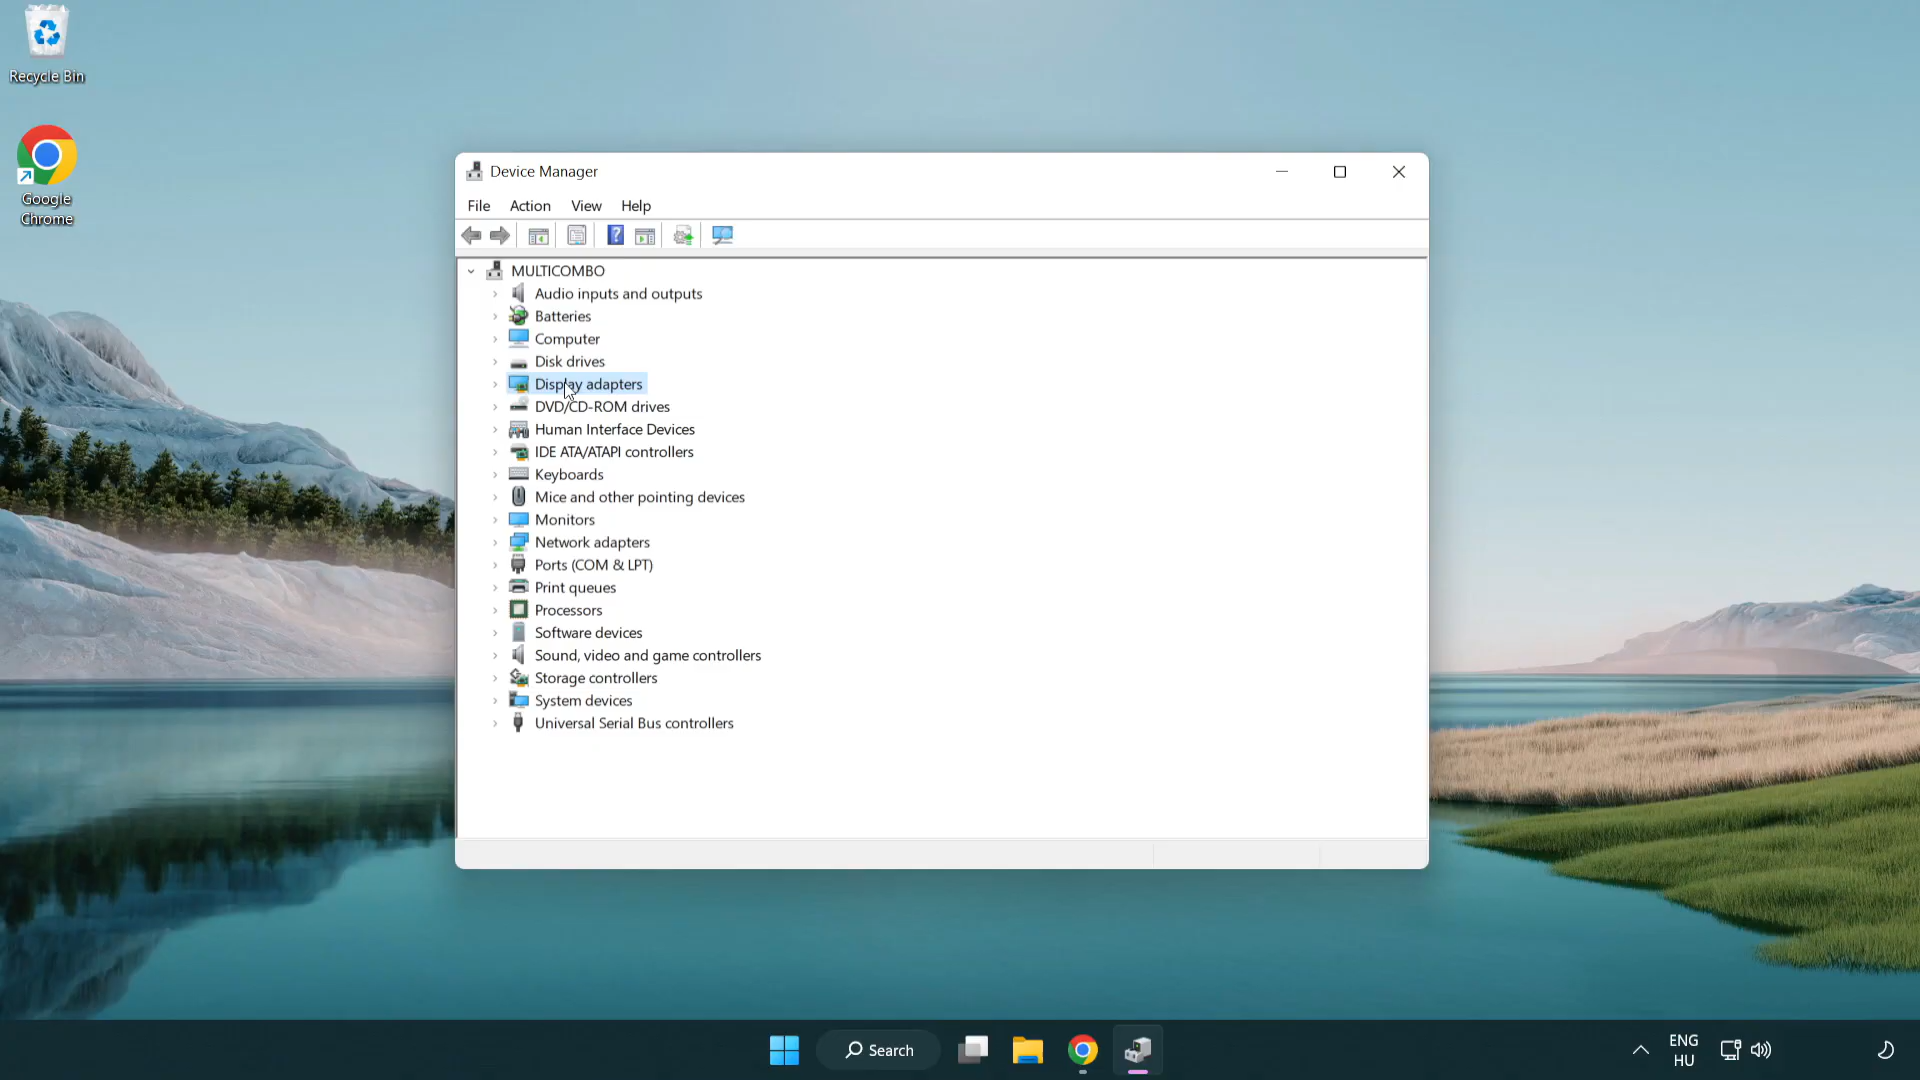 Recycle Bin
Google
Chrome
Device Manager
File Action View Help
MULTICOMBO
Audio inputs and outputs
Batteries
Computer
Disk drives
Display adapters
DVD/CD-ROM drives
Human Interface Devices
IDE ATA/ATAPI controllers
Keyboards
Mice and other pointing devices
Monitors
Network adapters
Ports (COM & LPT)
Print queues
Processors
Software devices
Sound, video and game controllers
Storage controllers
System devices
Universal Serial Bus controllers
Search
ENG
HU